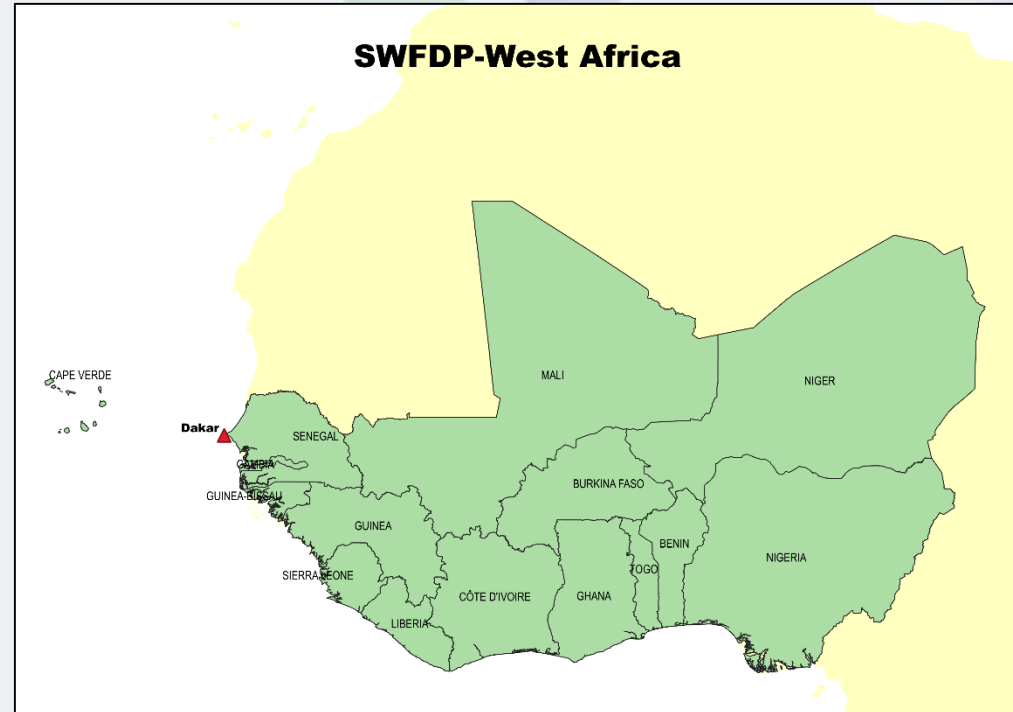 SWFDP-West Africa
CAPE VERDE
MALI
NIGER
Dakar
SENEGAL
GAMBIA
BURKINA FASO
GUINEA-BISSAU
GUINEA
BENIN
NIGERIA
SIERRA LEONE
TOGO
CÔTE D'IVOIRE
GHANA
LIBERIA